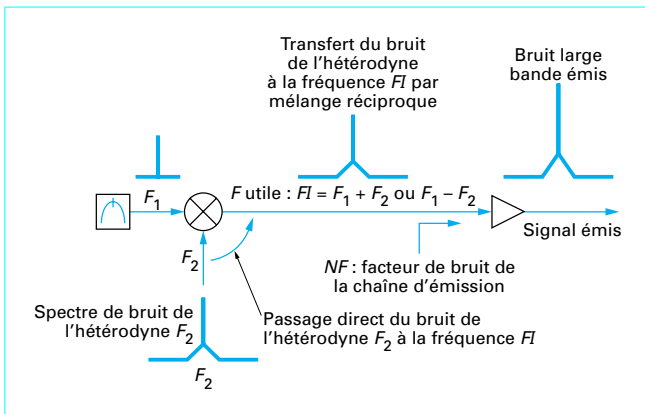 Transfert du bruit
de l'hétérodyne
à la fréquence FI par
mélange réciproque
Bruit large
bande émis
F1
F utile : FI = F1 + F2 ou F1 – F2
Signal émis
F2
NF : facteur de bruit de
la chaîne d'émission
Spectre de bruit de
l'hétérodyne F2
Passage direct du bruit de
l'hétérodyne F2 à la fréquence FI
F2